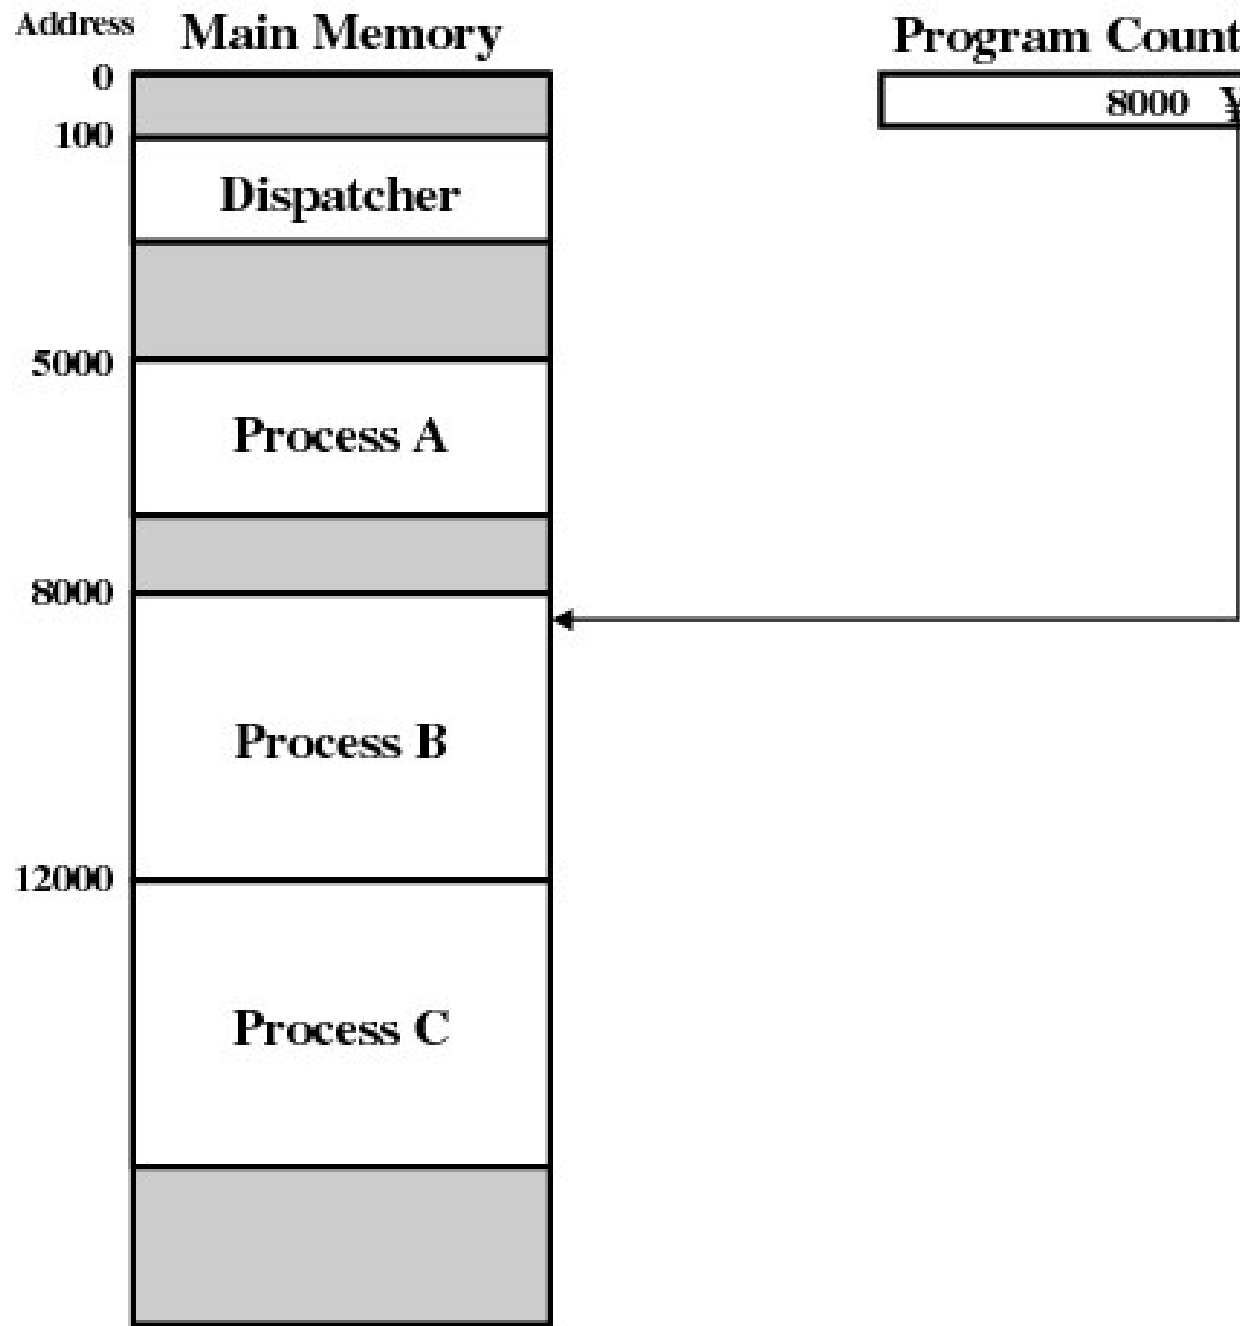 Address
Main Memory
Program Count
0
8000 ¥
100
Dispatcher
5000
Process A
8000
Process B
12000
Process C